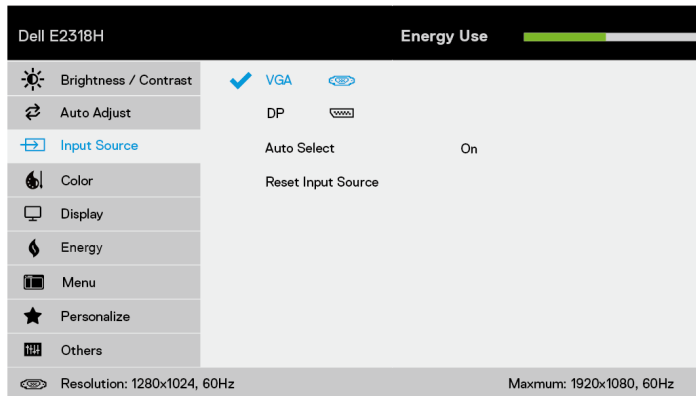 Dell E2318H Energy Use
Brightness / Contrast VGA
Auto Adjust DP
Input Source Auto Select On
Color Reset Input Source
Display
Energy
Menu
Personalize
Others
Resolution: 1280x1024, 60Hz Maxmum: 1920x1080, 60Hz